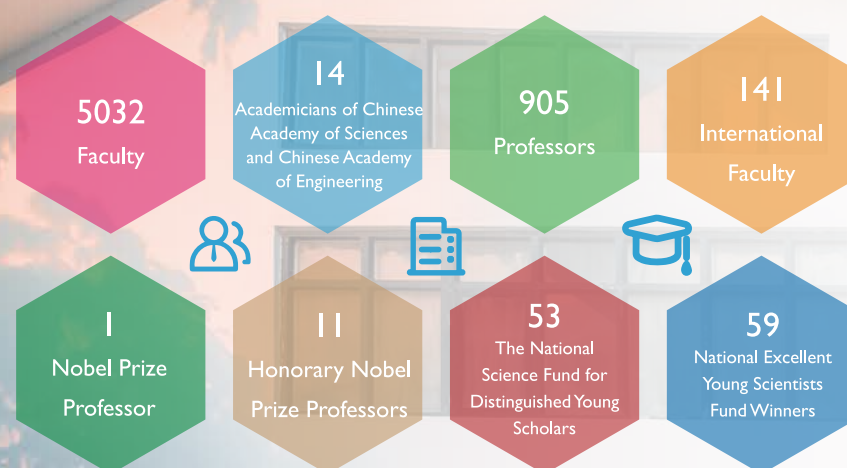 5032
Faculty
14
Academicians of Chinese
Academy of Sciences
and Chinese Academy
of Engineering
905
Professors
141
International
Faculty
1
Nobel Prize
Professor
11
Honorary Nobel
Prize Professors
53
The National
Science Fund for
Distinguished Young
Scholars
59
National Excellent
Young Scientists
Fund Winners